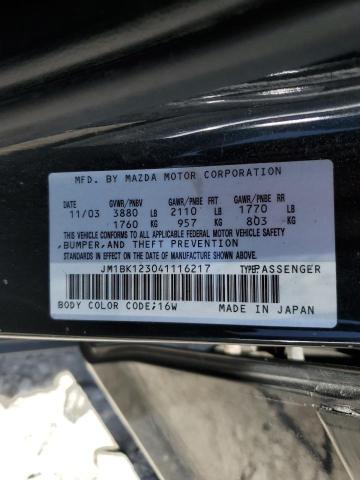 MFD. BY MAZDA MOTOR CORPORATION
GVWR/PNBV GAWR/PNBE FRT GAWR/PNBE RR
11/03 3880 LB 2110 LB 1770 LB
1760 KG 957 KG 803 KG
THIS VEHICLE CONFORMS TO ALL
APPLICABLE FEDERAL MOTOR VEHICLE SAFETY
,BUMPER,AND THEFT PREVENTION
STANDARDS IN EFFECT ON THE DATE OF
MANUFACTURE SHOWN ABOVE.
JM1BK123041116217 TYPE PASSENGER
BODY COLOR CODE;16W MADE IN JAPAN